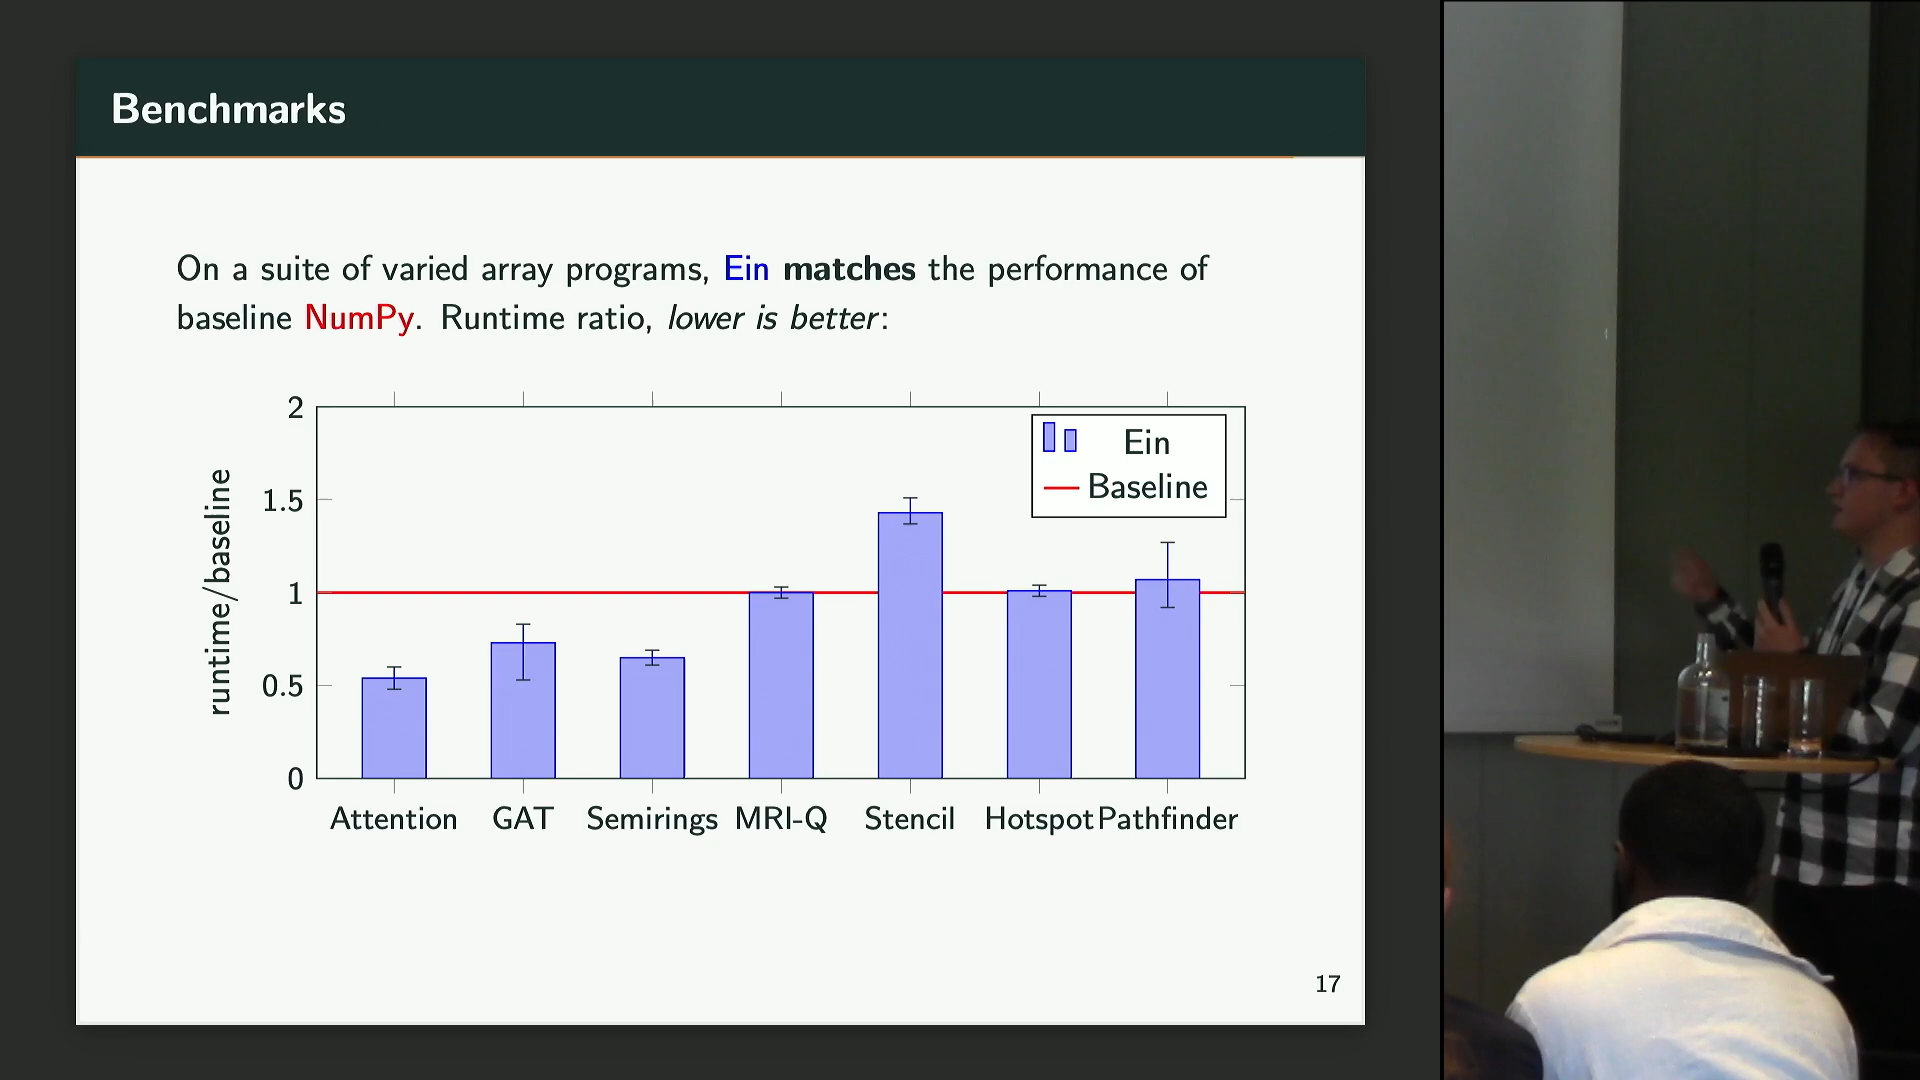 Benchmarks
On a suite of varied array programs, Ein matches the performance of
baseline NumPy. Runtime ratio, lower is better:
runtime/baseline
2
1.5
1
0.5
0
Ein
Baseline
Attention GAT Semirings MRI-Q Stencil Hotspot Pathfinder
17